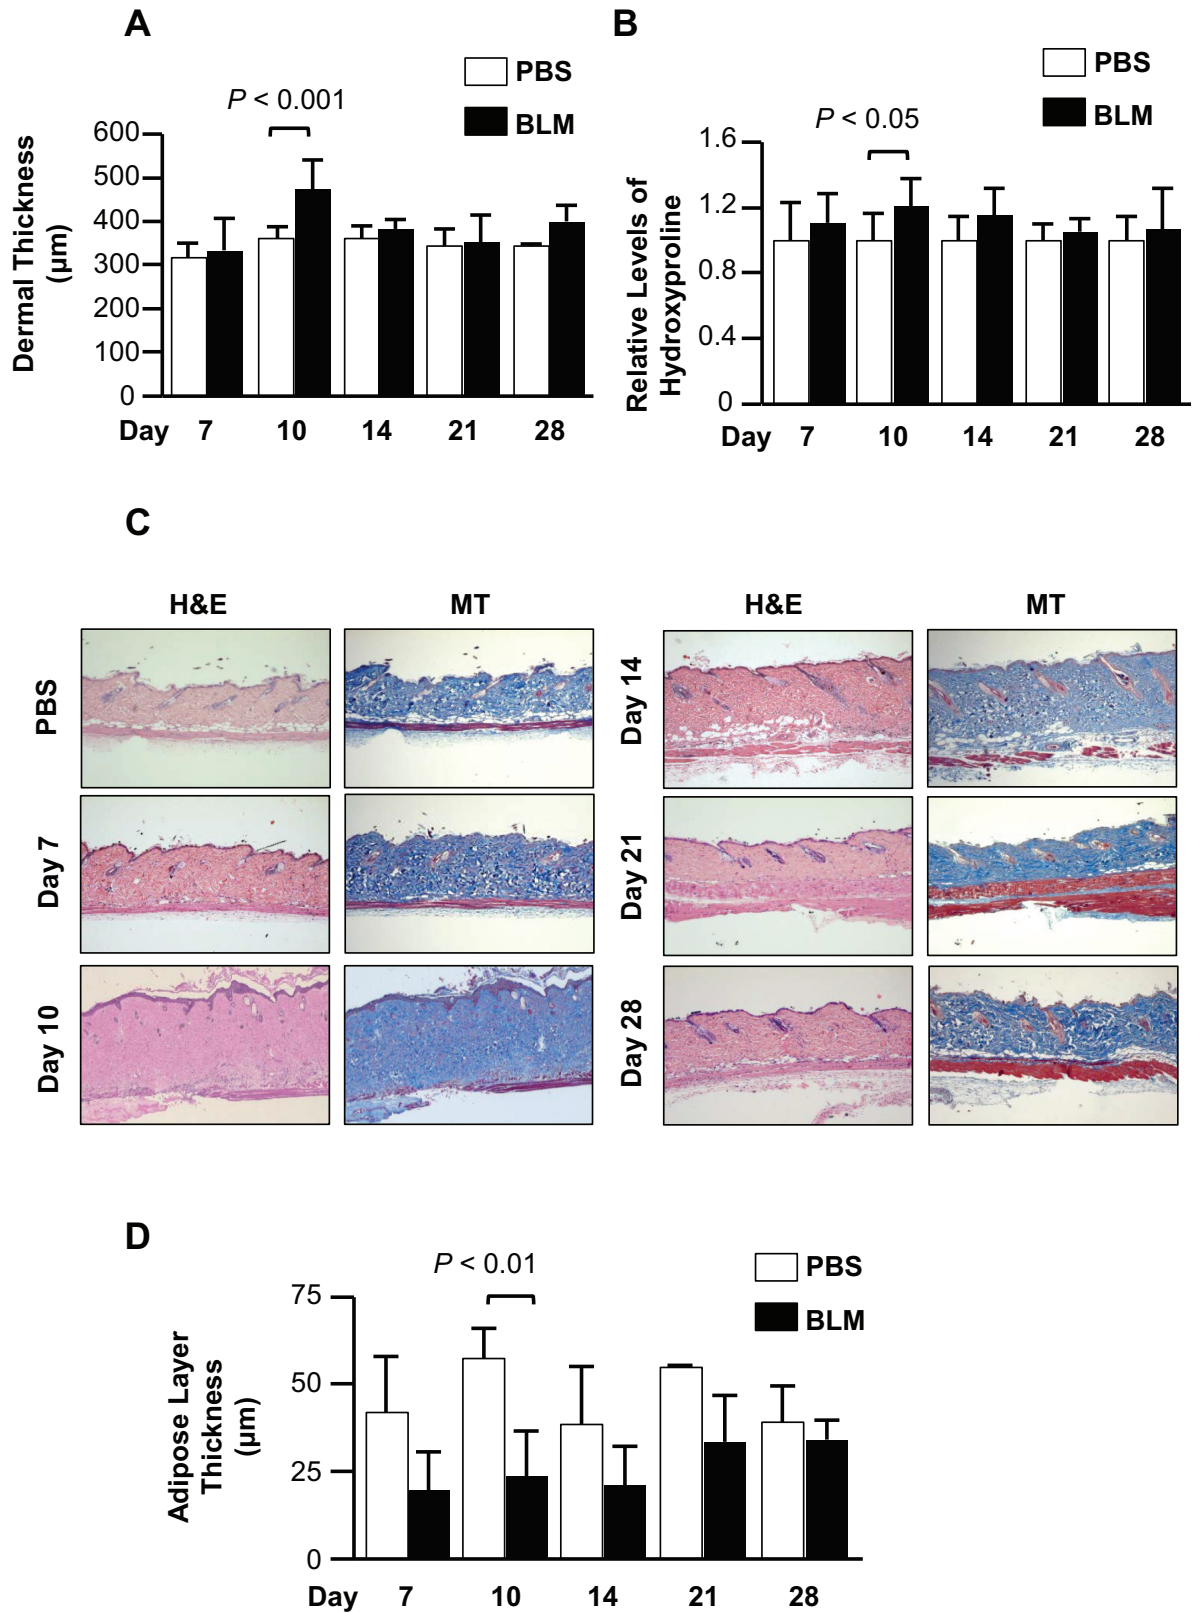 A
PBS
BLM
P < 0.001
Dermal Thickness
(μm)
600
500
400
300
200
100
0
Day 7 10 14 21 28
B
PBS
BLM
P < 0.05
Relative Levels of
Hydroxyproline
1.6
1.2
0.8
0.4
0
Day 7 10 14 21 28
C
H&E MT
PBS
Day 7
Day 10
H&E MT
Day 14
Day 21
Day 28
D
P < 0.01
PBS
BLM
Adipose Layer
Thickness
(μm)
75
50
25
0
Day 7 10 14 21 28